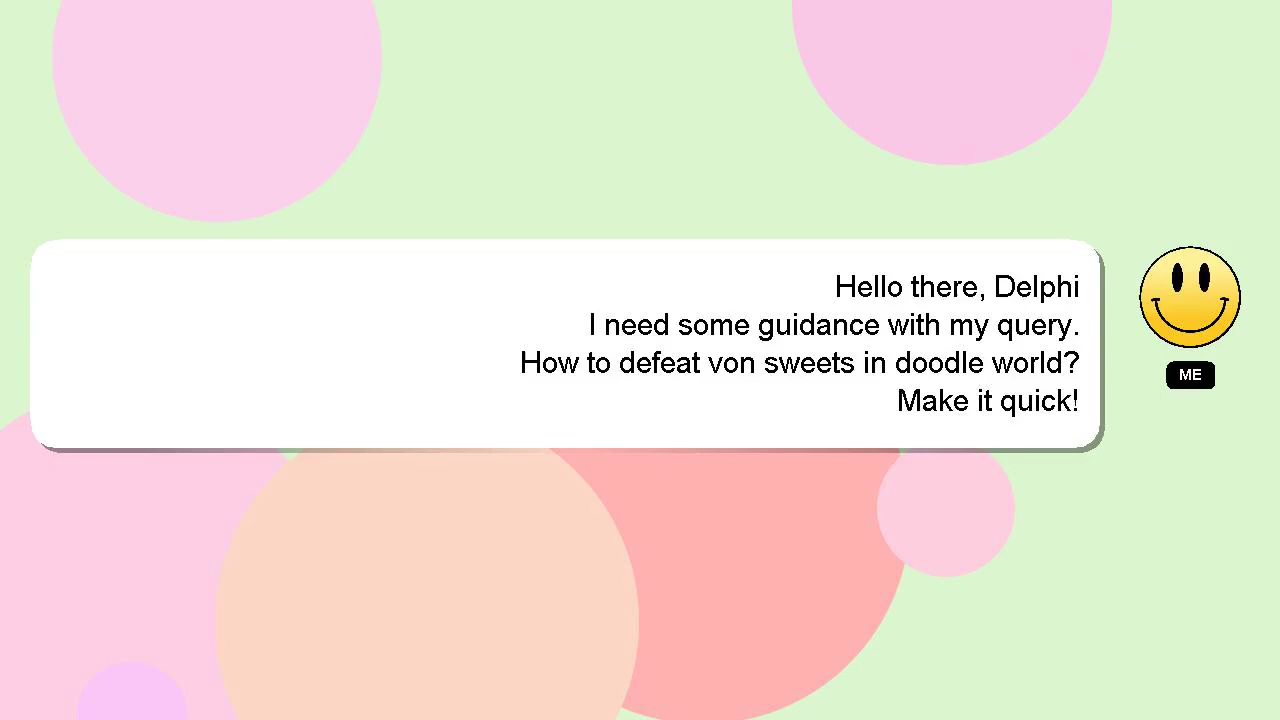 Hello there, Delphi
I need some guidance with my query.
How to defeat von sweets in doodle world?
Make it quick!
ME